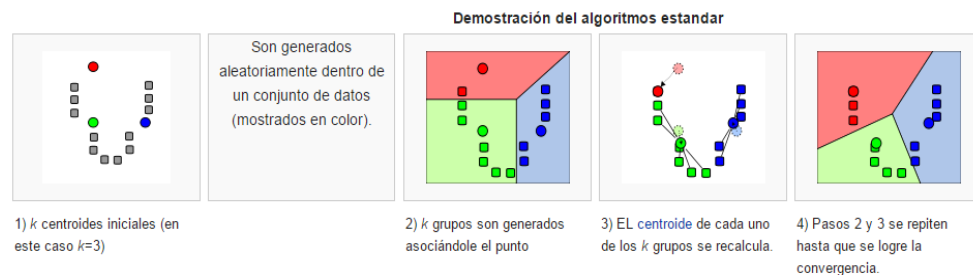 Demostración del algoritmos estandar
Son generados
aleatoriamente dentro de
un conjunto de datos
(mostrados en color).
1) k centroides iniciales (en
este caso k=3)
2) k grupos son generados
asociándole el punto
3) EL centroide de cada uno
de los k grupos se recalcula.
4) Pasos 2 y 3 se repiten
hasta que se logre la
convergencia.